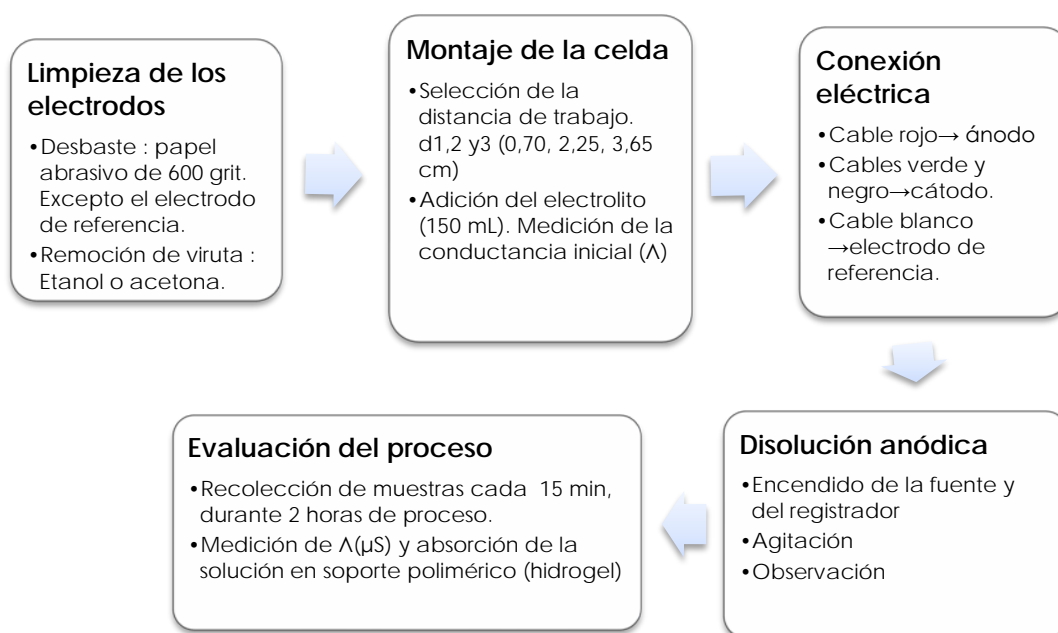 Limpieza de los
electrodos
•Desbaste : papel
abrasivo de 600 grit.
Excepto el electrodo
de referencia.
•Remoción de viruta :
Etanol o acetona.
Montaje de la celda
•Selección de la
distancia de trabajo.
d1,2 y3 (0,70, 2,25, 3,65
cm)
•Adición del electrolito
(150 mL). Medición de la
conductancia inicial (Λ)
Conexión
eléctrica
•Cable rojo→ ánodo
•Cables verde y
negro→cátodo.
•Cable blanco
→electrodo de
referencia.
Disolución anódica
•Encendido de la fuente y
del registrador
•Agitación
•Observación
Evaluación del proceso
•Recolección de muestras cada 15 min,
durante 2 horas de proceso.
•Medición de Λ(µS) y absorción de la
solución en soporte polimérico (hidrogel)